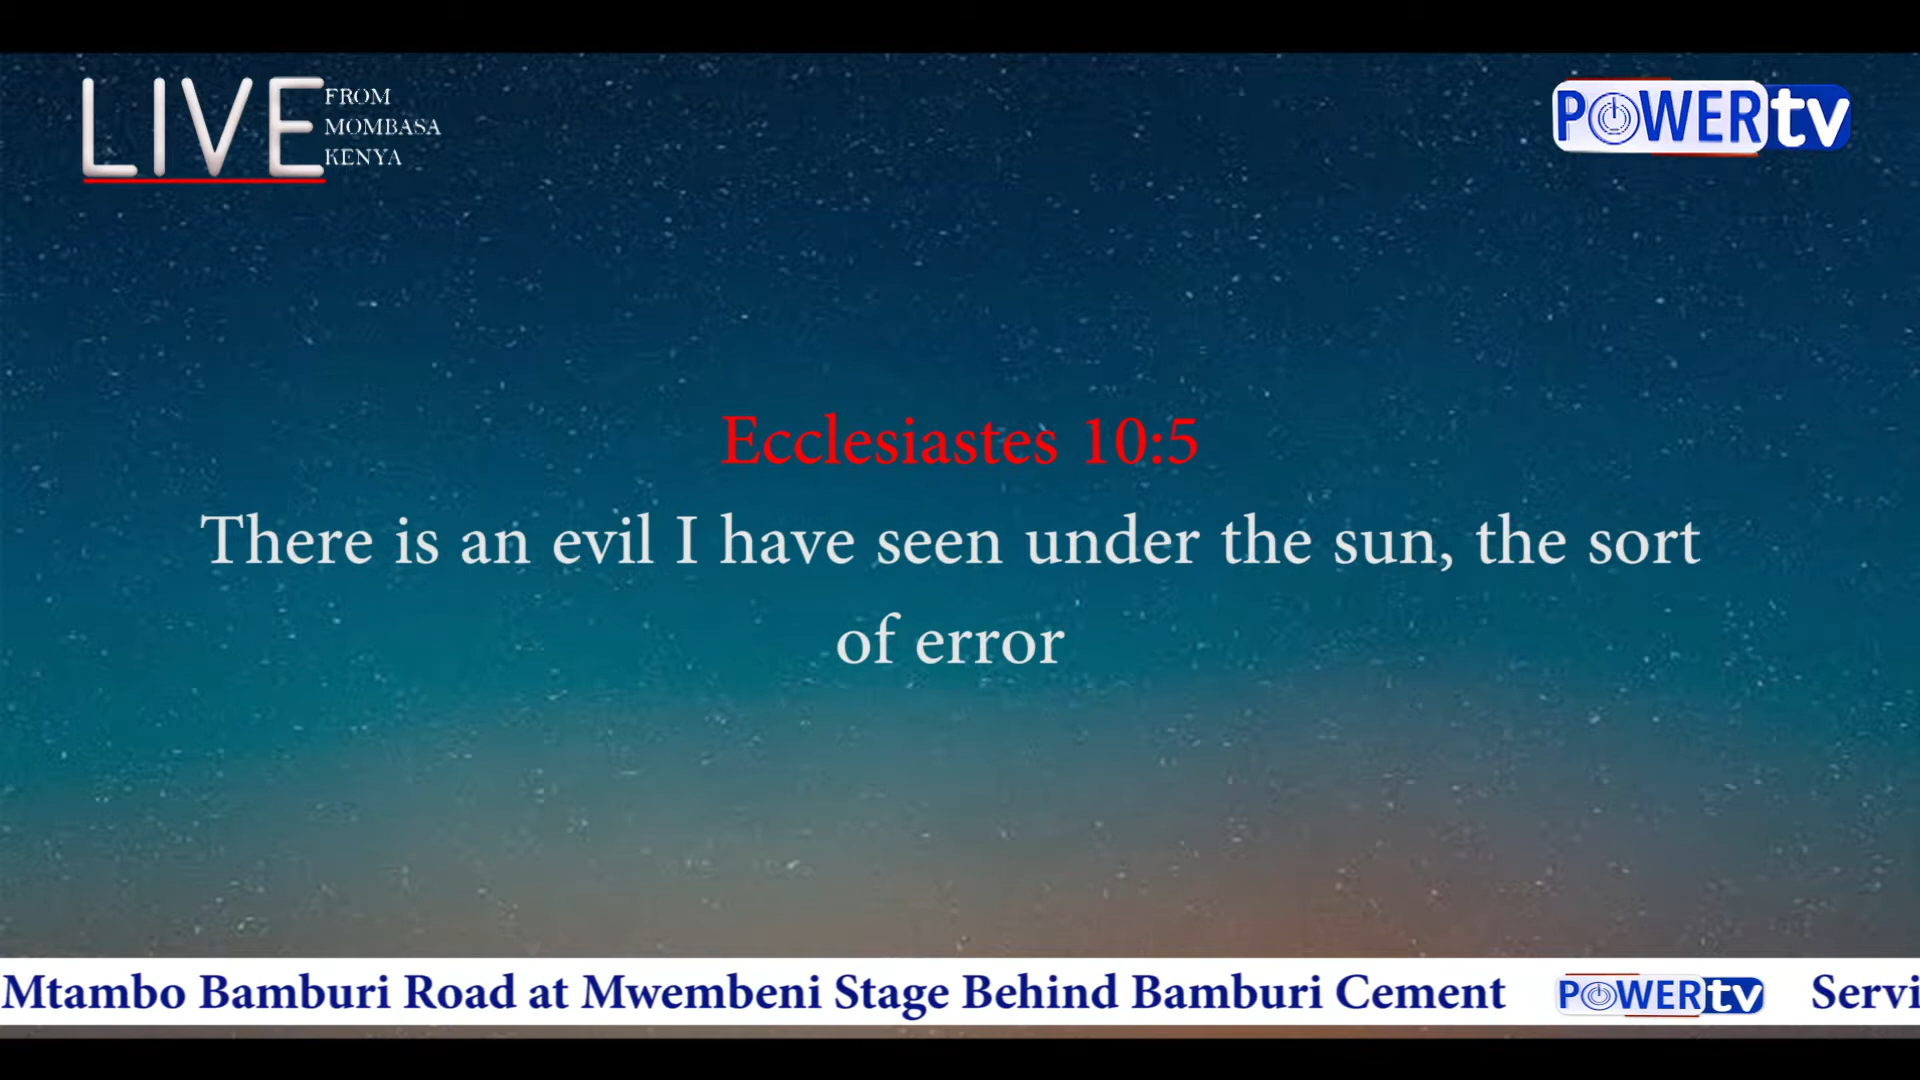 LIVE
FROM
MOMBASA
KENYA
POWERtv
Ecclesiastes 10:5
There is an evil I have seen under the sun, the sort
of error
Mtambo Bamburi Road at Mwembeni Stage Behind Bamburi Cement POWERtv Servi